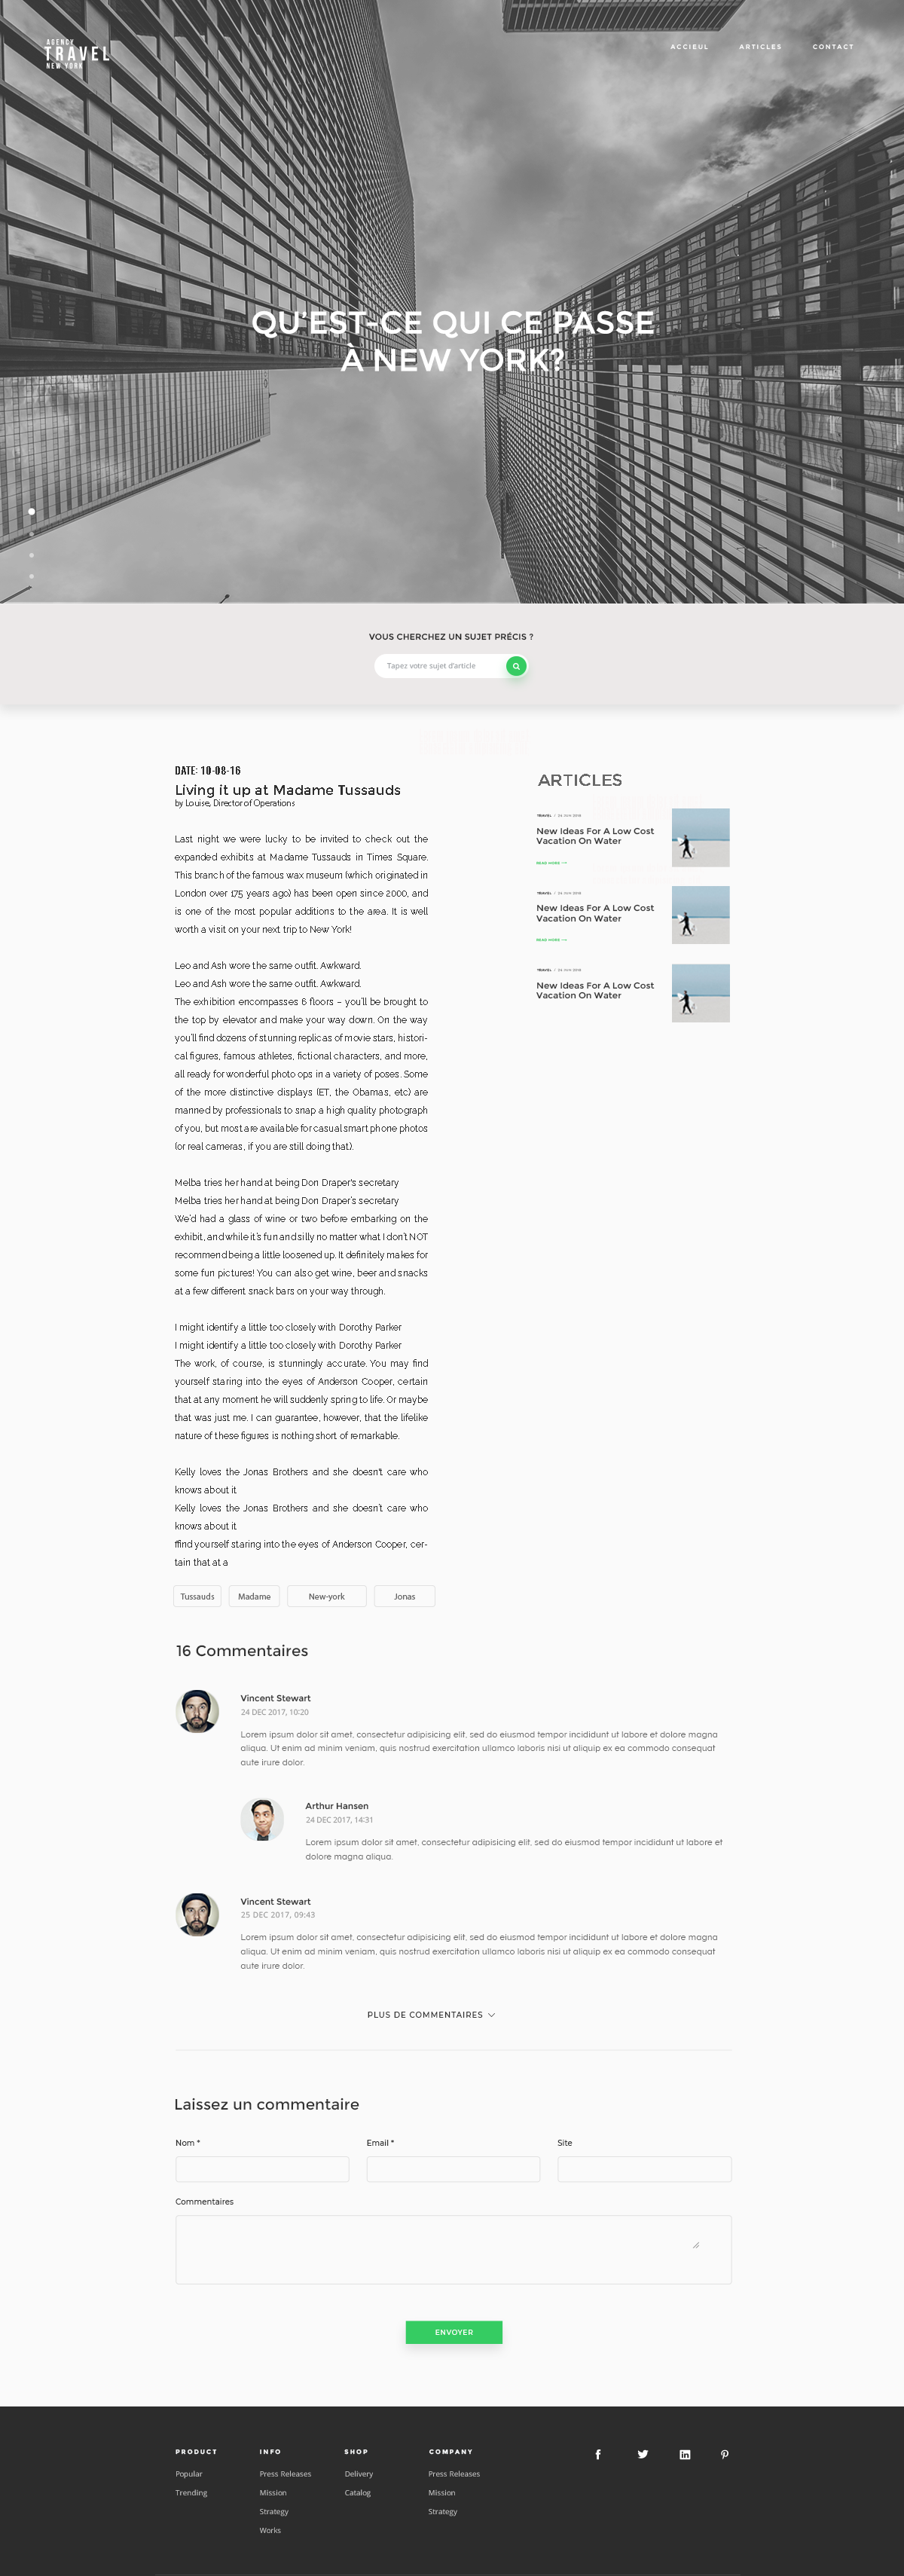 AGENCY
TRAVEL
NEW YORK
ACCIEUL ARTICLES CONTACT
QU'EST-CE QUI CE PASSE
À NEW YORK?
VOUS CHERCHEZ UN SUJET PRÉCIS ?
Tapez votre sujet d'article
DATE: 10-08-16
Living it up at Madame Tussauds
by Louise, Director of Operations
Last night we were lucky to be invited to check out the
expanded exhibits at Madame Tussauds in Times Square.
This branch of the famous wax museum (which originated in
London over 175 years ago) has been open since 2000, and
is one of the most popular additions to the area. It is well
worth a visit on your next trip to New York!
Leo and Ash wore the same outfit. Awkward.
Leo and Ash wore the same outfit. Awkward.
The exhibition encompasses 6 floors – you'll be brought to
the top by elevator and make your way down. On the way
you'll find dozens of stunning replicas of movie stars, histori-
cal figures, famous athletes, fictional characters, and more,
all ready for wonderful photo ops in a variety of poses. Some
of the more distinctive displays (ET, the Obamas, etc) are
manned by professionals to snap a high quality photograph
of you, but most are available for casual smart phone photos
(or real cameras, if you are still doing that).
Melba tries her hand at being Don Draper's secretary
Melba tries her hand at being Don Draper's secretary
We'd had a glass of wine or two before embarking on the
exhibit, and while it's fun and silly no matter what I don't NOT
recommend being a little loosened up. It definitely makes for
some fun pictures! You can also get wine, beer and snacks
at a few different snack bars on your way through.
I might identify a little too closely with Dorothy Parker
I might identify a little too closely with Dorothy Parker
The work, of course, is stunningly accurate. You may find
yourself staring into the eyes of Anderson Cooper, certain
that at any moment he will suddenly spring to life. Or maybe
that was just me. I can guarantee, however, that the lifelike
nature of these figures is nothing short of remarkable.
Kelly loves the Jonas Brothers and she doesn't care who
knows about it
Kelly loves the Jonas Brothers and she doesn't care who
knows about it
ffind yourself staring into the eyes of Anderson Cooper, cer-
tain that at a
Tussauds Madame New-york Jonas
ARTICLES
TRAVEL
New Ideas For A Low Cost
Vacation On Water
READ MORE
TRAVEL
New Ideas For A Low Cost
Vacation On Water
READ MORE
TRAVEL
New Ideas For A Low Cost
Vacation On Water
16 Commentaires
Vincent Stewart
24 DEC 2017, 10:20
Lorem ipsum dolor sit amet, consectetur adipisicing elit, sed do eiusmod tempor incididunt ut labore et dolore magna
aliqua. Ut enim ad minim veniam, quis nostrud exercitation ullamco laboris nisi ut aliquip ex ea commodo consequat
aute irure dolor.
Arthur Hansen
24 DEC 2017, 14:31
Lorem ipsum dolor sit amet, consectetur adipisicing elit, sed do eiusmod tempor incididunt ut labore et
dolore magna aliqua.
Vincent Stewart
25 DEC 2017, 09:43
Lorem ipsum dolor sit amet, consectetur adipisicing elit, sed do eiusmod tempor incididunt ut labore et dolore magna
aliqua. Ut enim ad minim veniam, quis nostrud exercitation ullamco laboris nisi ut aliquip ex ea commodo consequat
aute irure dolor.
PLUS DE COMMENTAIRES
Laissez un commentaire
Nom * Email * Site
Commentaires
ENVOYER
PRODUCT INFO SHOP COMPANY
Popular Press Releases Delivery Press Releases
Trending Mission Catalog Mission
Strategy Strategy
Works